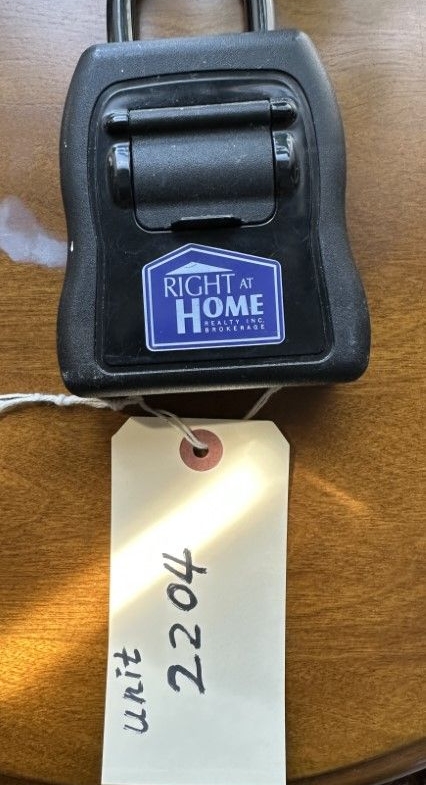 RIGHT AT
HOME
REALTY INC.
BROKERAGE
unit
2204